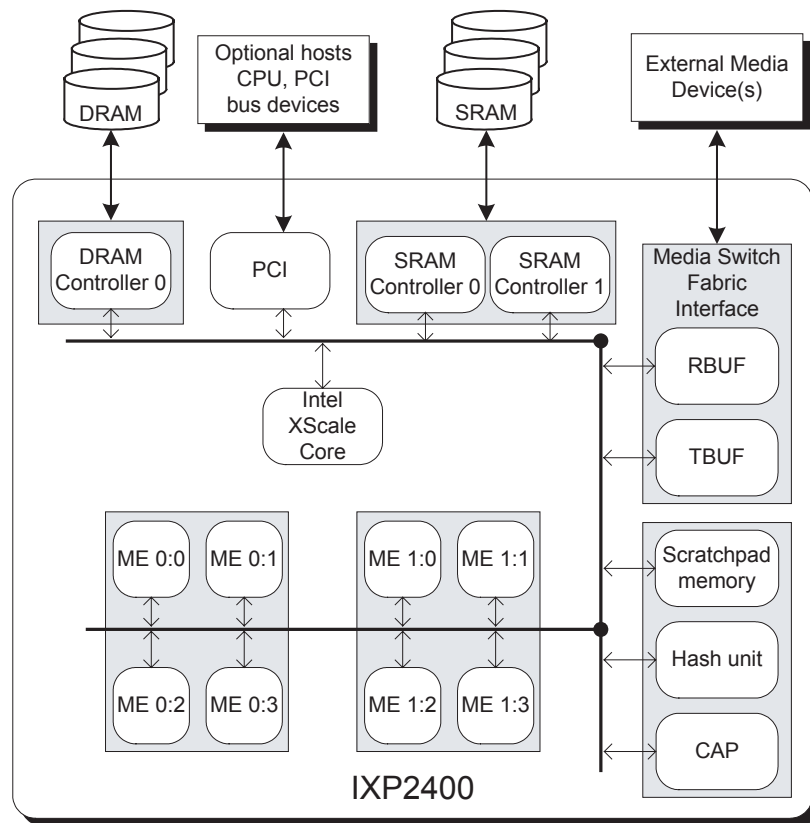 DRAM
Optional hosts
CPU, PCI
bus devices
SRAM
External Media
Device(s)
DRAM
Controller 0
PCI
SRAM
Controller 0
SRAM
Controller 1
Media Switch
Fabric
Interface
RBUF
TBUF
Intel
XScale
Core
ME 0:0
ME 0:1
ME 1:0
ME 1:1
ME 0:2
ME 0:3
ME 1:2
ME 1:3
Scratchpad
memory
Hash unit
CAP
IXP2400